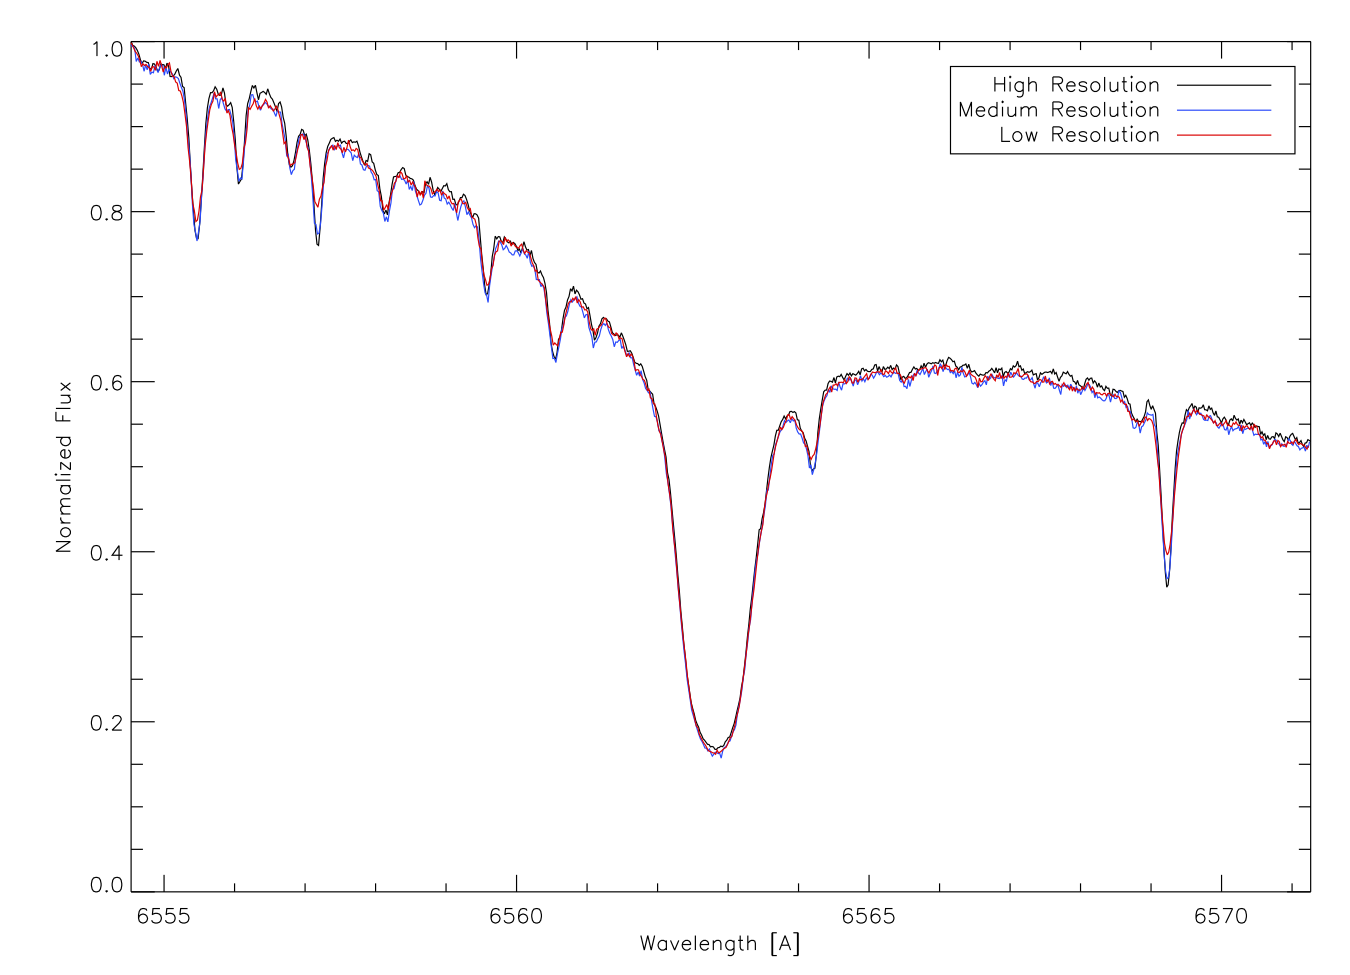 1.0
0.8
0.6
0.4
0.2
0.0
Normalized Flux
High Resolution
Medium Resolution
Low Resolution
6555 6560 6565 6570
Wavelength [A]